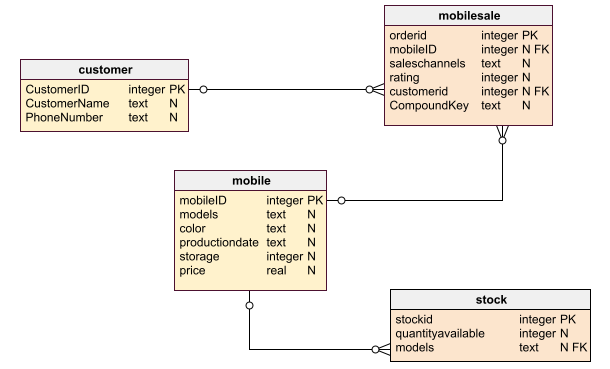 mobilesale
orderid integer PK
mobileID integer N FK
saleschannels text N
rating integer N
customerid integer N FK
CompoundKey text N
customer
CustomerID integer PK
CustomerName text N
PhoneNumber text N
mobile
mobileID integer PK
models text N
color text N
productiondate text N
storage integer N
price real N
stock
stockid integer PK
quantityavailable integer N
models text N FK